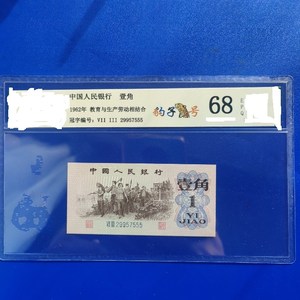 中国人民银行 壹角
1962年 教育与生产劳动相结合
冠字编号: VII III 29957555
豹子号
68
中國人民银行
壹角
1
YI
JIAO